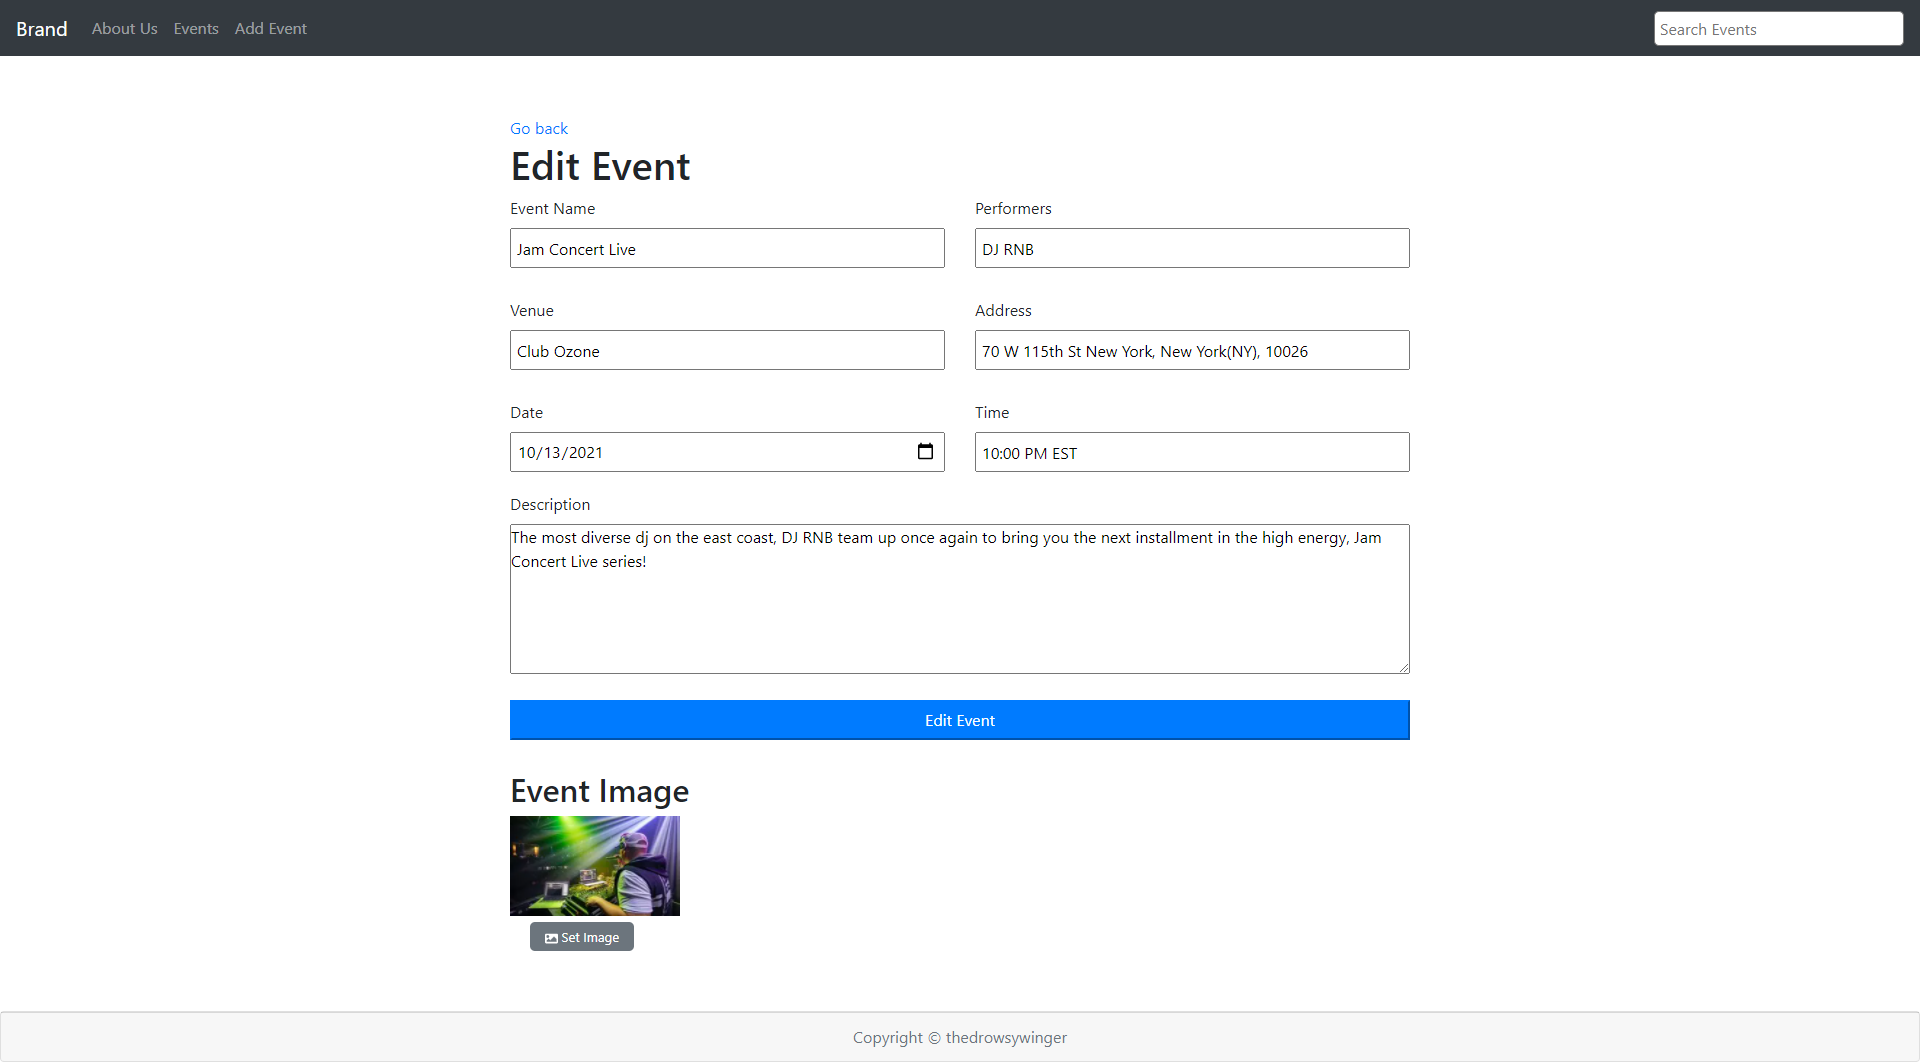 Brand About Us Events Add Event Search Events
Go back
Edit Event
Event Name Performers
Jam Concert Live DJ RNB
Venue Address
Club Ozone 70 W 115th St New York, New York(NY), 10026
Date Time
10/13/2021 10:00 PM EST
Description
The most diverse dj on the east coast, DJ RNB team up once again to bring you the next installment in the high energy, Jam
Concert Live series!
Edit Event
Event Image
Set Image
Copyright © thedrowsywinger